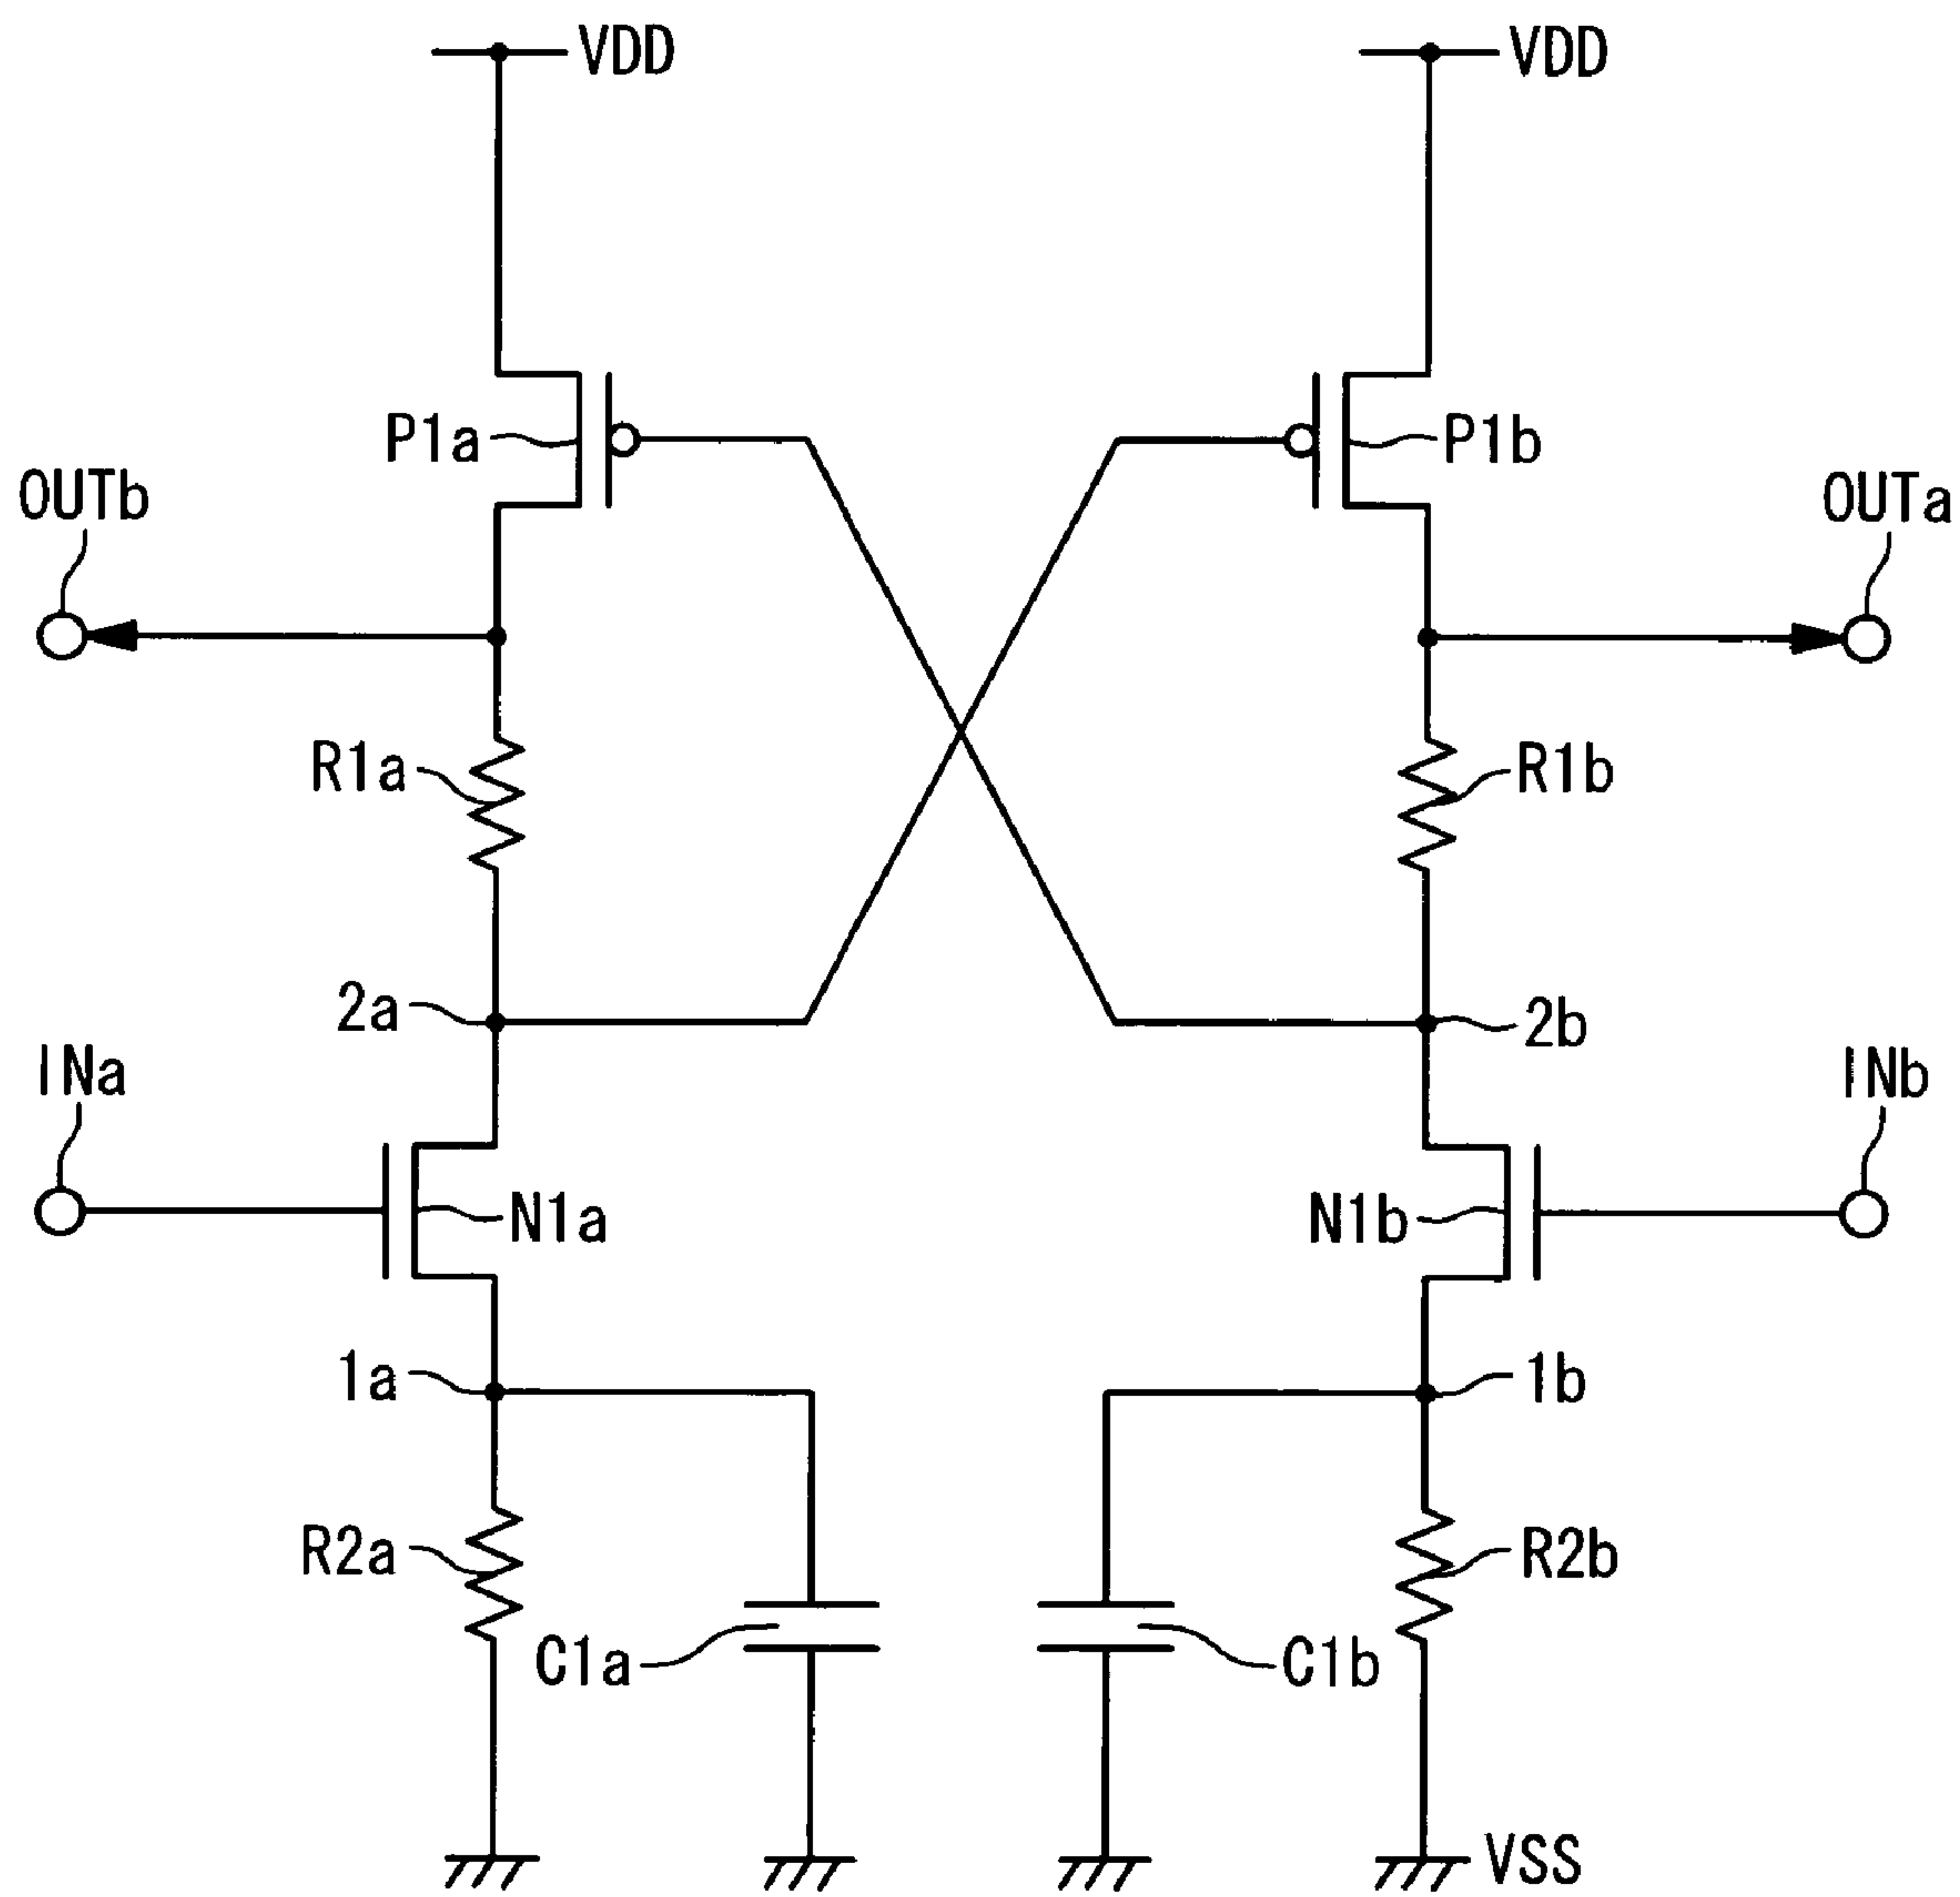 VDD VDD
P1a P1b
OUTb OUTa
R1a R1b
2a 2b
INa INb
N1a N1b
1a 1b
R2a R2b
C1a C1b
VSS